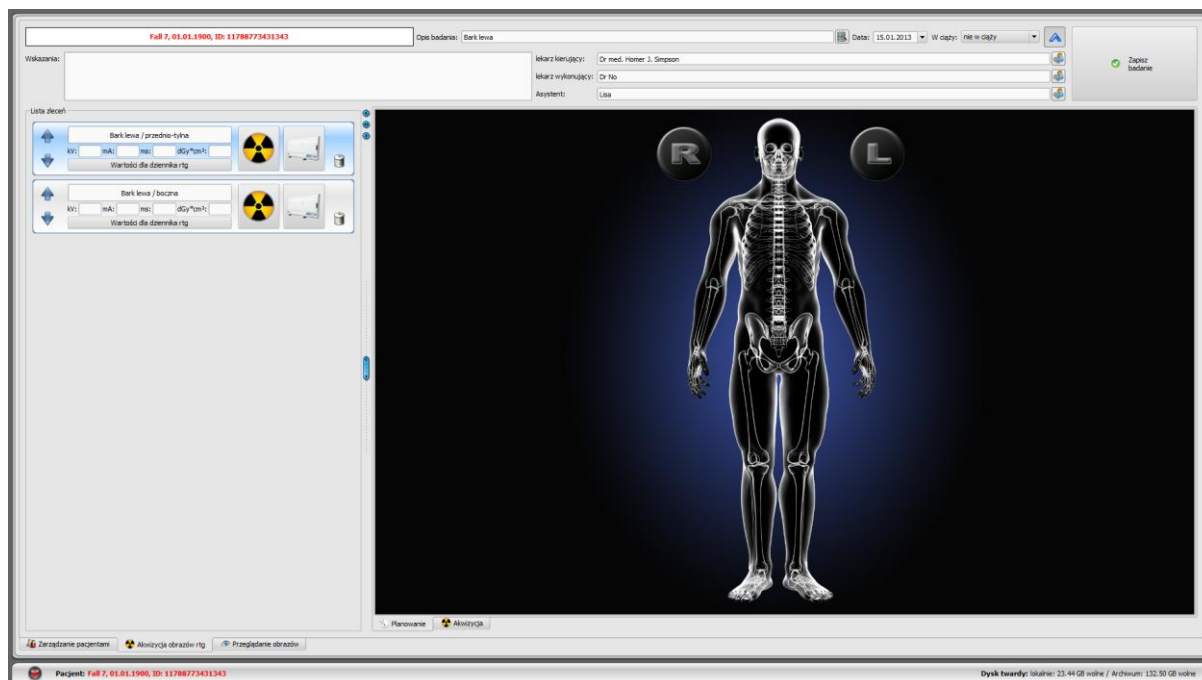 Fall 7, 01.01.1900, ID: 11788773431343
Opis badania: Bark lewa
Data: 15.01.2013
W ciąży: nie w ciąży
Wskazania:
lekarz kierujący: Dr med. Homer J. Simpson
lekarz wykonujący: Dr No
Asystent: Lisa
Zapisz
badanie
Lista zleceń
Bark lewa / przednio-tylna
kV: mA: ms: dGy*cm²:
Wartości dla dziennika rtg
Bark lewa / boczna
kV: mA: ms: dGy*cm²:
Wartości dla dziennika rtg
R L
Planowanie Akwizycja
Zarządzanie pacjentami Akwizycja obrazów rtg Przeglądanie obrazów
Pacjent: Fall 7, 01.01.1900, ID: 11788773431343
Dysk twardy: lokalnie: 23.44 GB wolne / Archiwum: 132.50 GB wolne